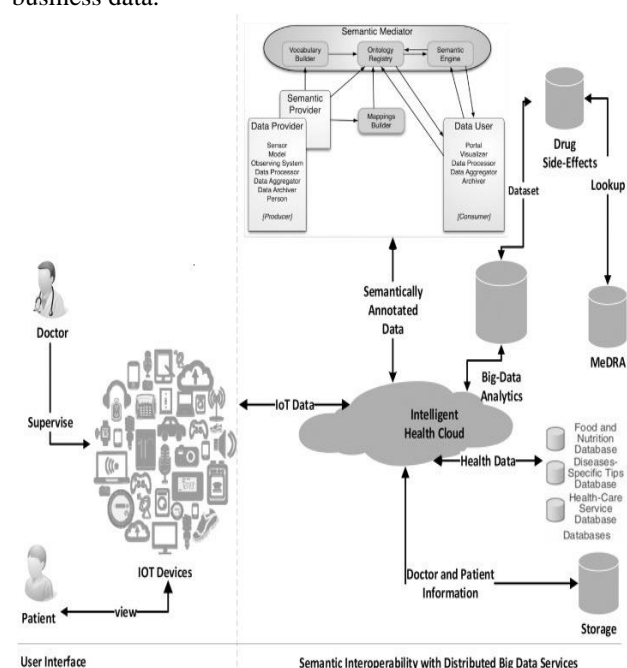 business data.
Semantic Mediator
Vocabulary
Builder
Ontology
Registry
Semantic
Engine
Semantic
Provider
Mappings
Builder
Data Provider
Sensor
Model
Observing System
Data Processor
Data Aggregator
Data Archiver
Person
[Producer]
Data User
Portal
Visualizer
Data Processor
Data Aggregator
Archiver
[Consumer]
Drug
Side-Effects
Dataset
Lookup
MeDRA
Semantically
Annotated
Data
Big-Data
Analytics
Doctor
Supervise
IoT Data
Intelligent
Health Cloud
Health Data
Food and
Nutrition
Database
Diseases-
Specific Tips
Database
Health-Care
Service
Database
Databases
IOT Devices
Patient
view
Doctor and Patient
Information
Storage
User Interface
Semantic Interoperability with Distributed Big Data Services